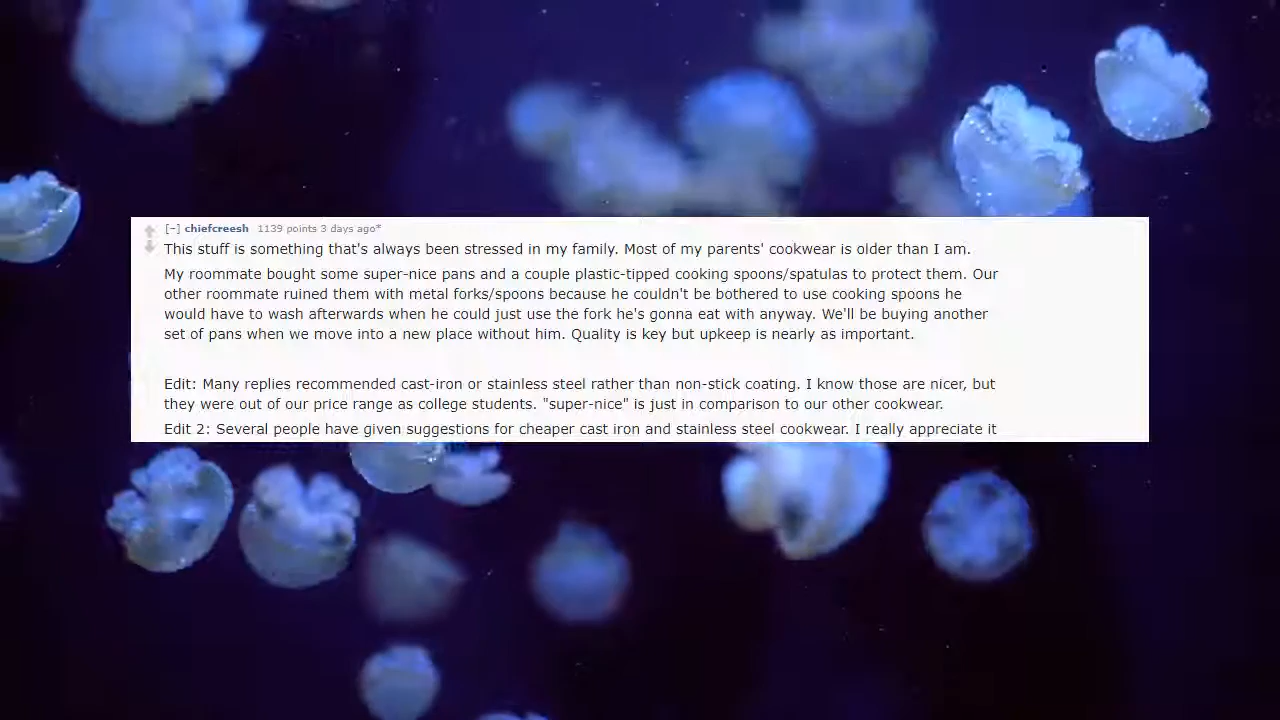 [–] chiefcreesh 1139 points 3 days ago*
This stuff is something that's always been stressed in my family. Most of my parents' cookwear is older than I am.
My roommate bought some super-nice pans and a couple plastic-tipped cooking spoons/spatulas to protect them. Our
other roommate ruined them with metal forks/spoons because he couldn't be bothered to use cooking spoons he
would have to wash afterwards when he could just use the fork he's gonna eat with anyway. We'll be buying another
set of pans when we move into a new place without him. Quality is key but upkeep is nearly as important.
Edit: Many replies recommended cast-iron or stainless steel rather than non-stick coating. I know those are nicer, but
they were out of our price range as college students. "super-nice" is just in comparison to our other cookwear.
Edit 2: Several people have given suggestions for cheaper cast iron and stainless steel cookwear. I really appreciate it